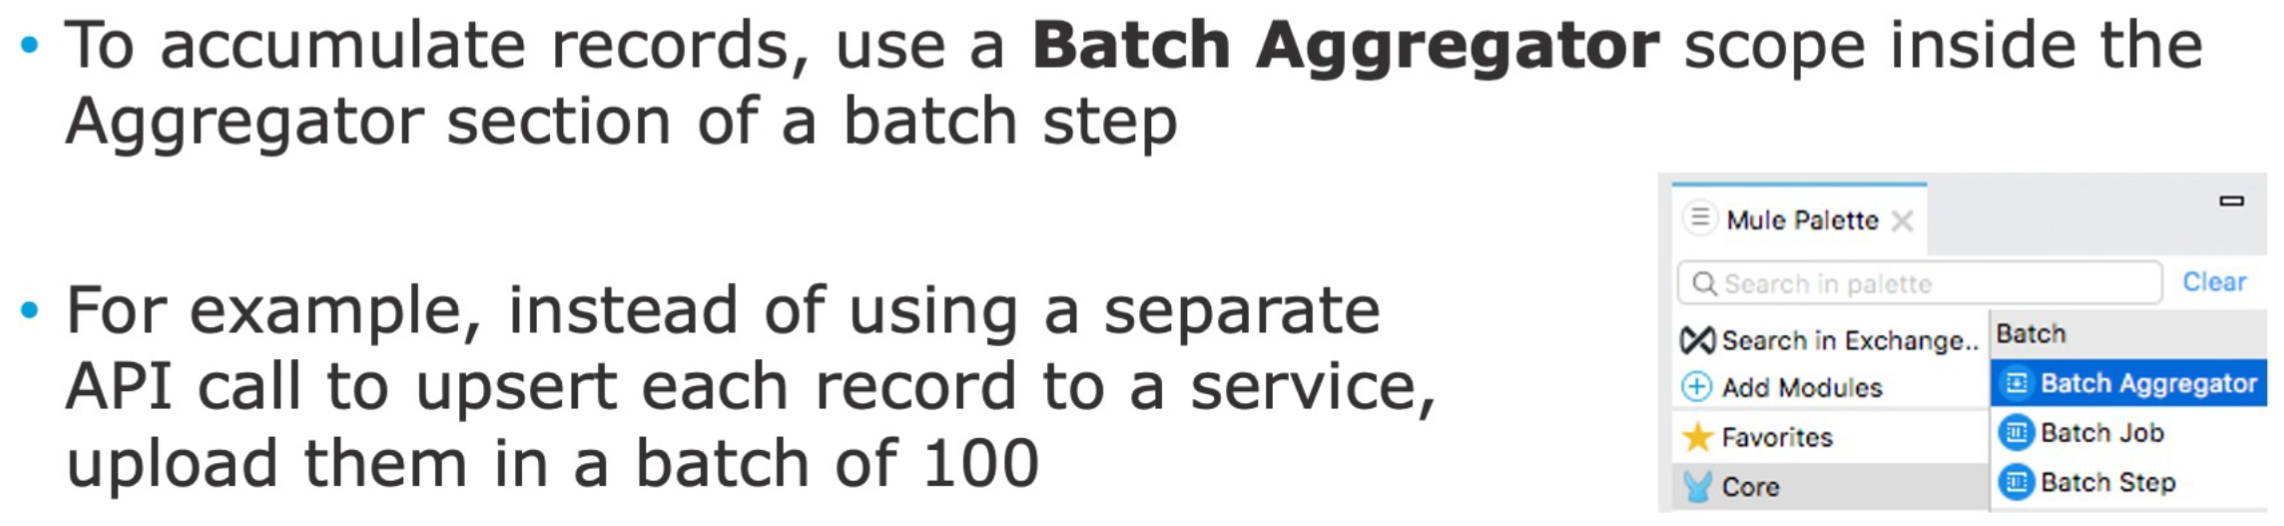 • To accumulate records, use a Batch Aggregator scope inside the
Aggregator section of a batch step
• For example, instead of using a separate
API call to upsert each record to a service,
upload them in a batch of 100
Mule Palette
Search in palette
Clear
Search in Exchange..
Add Modules
Favorites
Core
Batch
Batch Aggregator
Batch Job
Batch Step